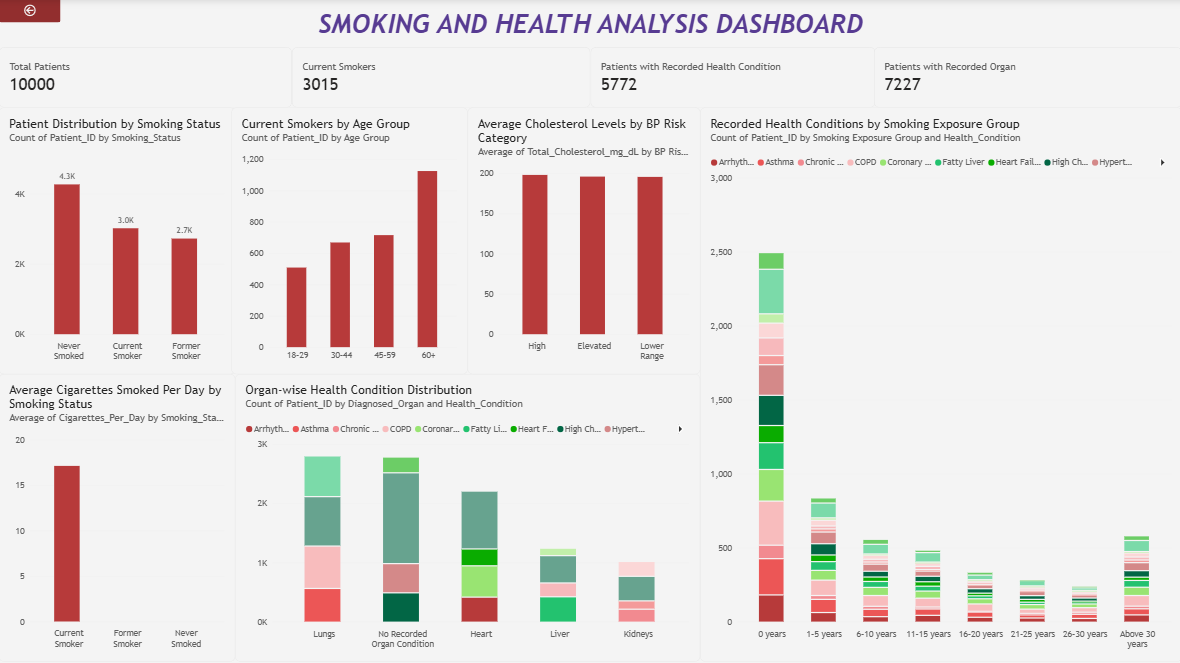 SMOKING AND HEALTH ANALYSIS DASHBOARD
Total Patients
10000
Current Smokers
3015
Patients with Recorded Health Condition
5772
Patients with Recorded Organ
7227
Patient Distribution by Smoking Status
Count of Patient_ID by Smoking_Status
4K
2K
0K
4.3K
3.0K
2.7K
Never
Smoked
Current
Smoker
Former
Smoker
Current Smokers by Age Group
Count of Patient_ID by Age Group
1,200
1,000
800
600
400
200
0
18-29
30-44
45-59
60+
Average Cholesterol Levels by BP Risk
Category
Average of Total_Cholesterol_mg_dL by BP Ris...
200
150
100
50
0
High
Elevated
Lower
Range
Recorded Health Conditions by Smoking Exposure Group
Count of Patient_ID by Smoking Exposure Group and Health_Condition
Arrhyth... Asthma Chronic ... COPD Coronary ... Fatty Liver Heart Fail... High Ch... Hypert...
3,000
2,500
2,000
1,500
1,000
500
0
0 years
1-5 years
6-10 years
11-15 years
16-20 years
21-25 years
26-30 years
Above 30
years
Average Cigarettes Smoked Per Day by
Smoking Status
Average of Cigarettes_Per_Day by Smoking_Sta...
20
15
10
5
0
Current
Smoker
Former
Smoker
Never
Smoked
Organ-wise Health Condition Distribution
Count of Patient_ID by Diagnosed_Organ and Health_Condition
Arrhyth... Asthma Chronic ... COPD Coronar... Fatty Li... Heart F... High Ch... Hypert...
3K
2K
1K
0K
Lungs
No Recorded
Organ Condition
Heart
Liver
Kidneys